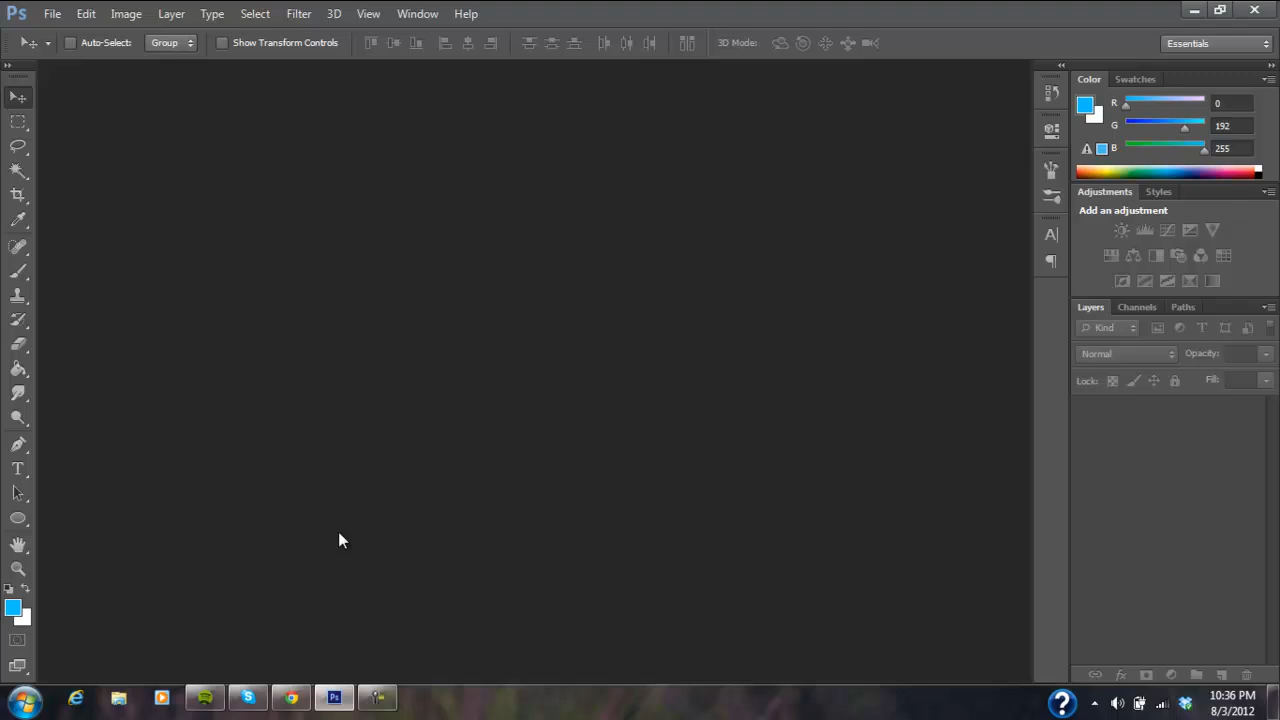 Ps File Edit Image Layer Type Select Filter 3D View Window Help
Auto-Select: Group Show Transform Controls 3D Mode: Essentials
Color Swatches
R 0
G 192
B 255
Adjustments Styles
Add an adjustment
Layers Channels Paths
Kind T
Normal Opacity:
Lock: Fill:
A
T
Ps
10:36 PM
8/3/2012